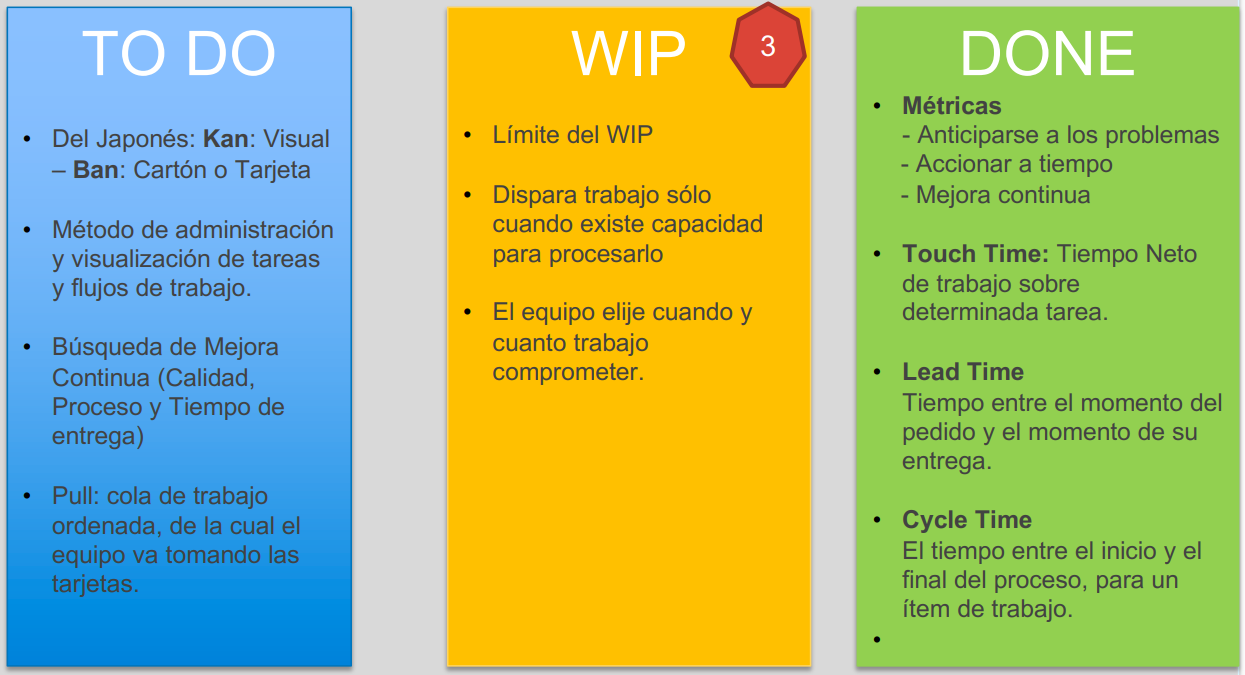 TO DO
• Del Japonés: Kan: Visual
– Ban: Cartón o Tarjeta
• Método de administración
y visualización de tareas
y flujos de trabajo.
• Búsqueda de Mejora
Continua (Calidad,
Proceso y Tiempo de
entrega)
• Pull: cola de trabajo
ordenada, de la cual el
equipo va tomando las
tarjetas.
WIP
3
• Límite del WIP
• Dispara trabajo sólo
cuando existe capacidad
para procesarlo
• El equipo elije cuando y
cuanto trabajo
comprometer.
DONE
• Métricas
- Anticiparse a los problemas
- Accionar a tiempo
- Mejora continua
• Touch Time: Tiempo Neto
de trabajo sobre
determinada tarea.
• Lead Time
Tiempo entre el momento del
pedido y el momento de su
entrega.
• Cycle Time
El tiempo entre el inicio y el
final del proceso, para un
ítem de trabajo.
•